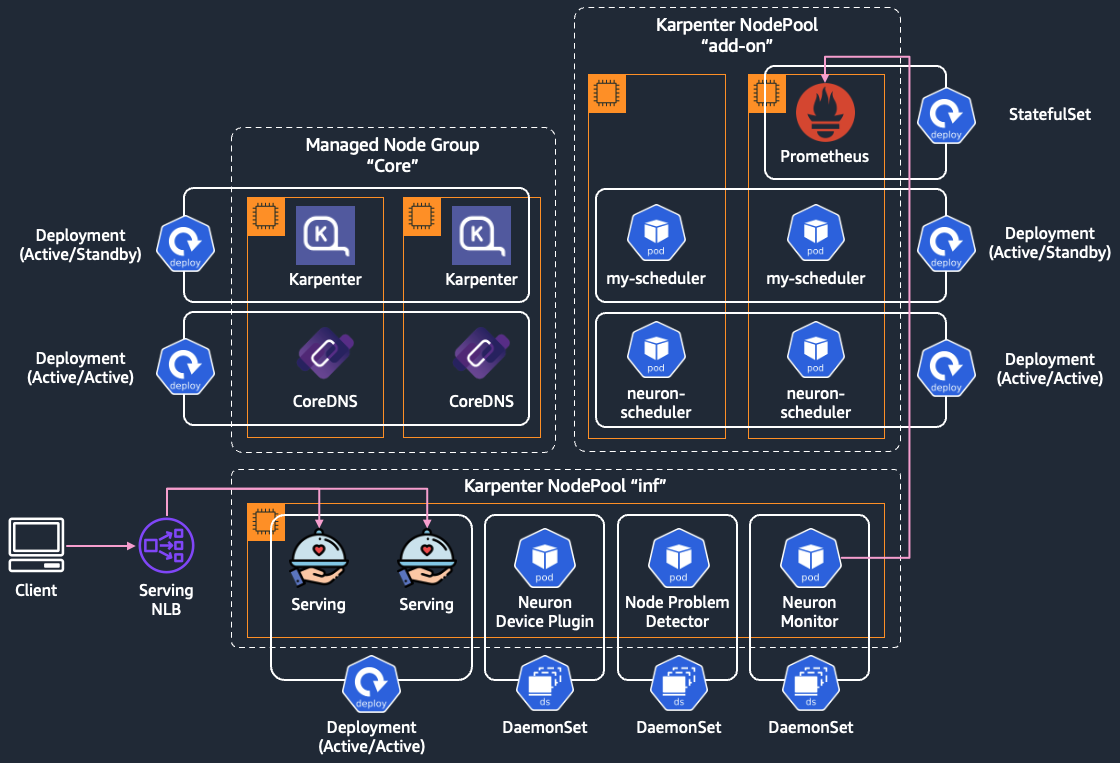 Karpenter NodePool
“add-on”
Prometheus
deploy
StatefulSet
Managed Node Group
“Core”
Deployment
(Active/Standby)
deploy
K
Karpenter
K
Karpenter
pod
my-scheduler
pod
my-scheduler
deploy
Deployment
(Active/Standby)
Deployment
(Active/Active)
deploy
CoreDNS
CoreDNS
pod
neuron-
scheduler
pod
neuron-
scheduler
deploy
Deployment
(Active/Active)
Karpenter NodePool “inf”
Client
Serving
NLB
Serving
Serving
pod
Neuron
Device Plugin
pod
Node Problem
Detector
pod
Neuron
Monitor
deploy
Deployment
(Active/Active)
ds
DaemonSet
ds
DaemonSet
ds
DaemonSet